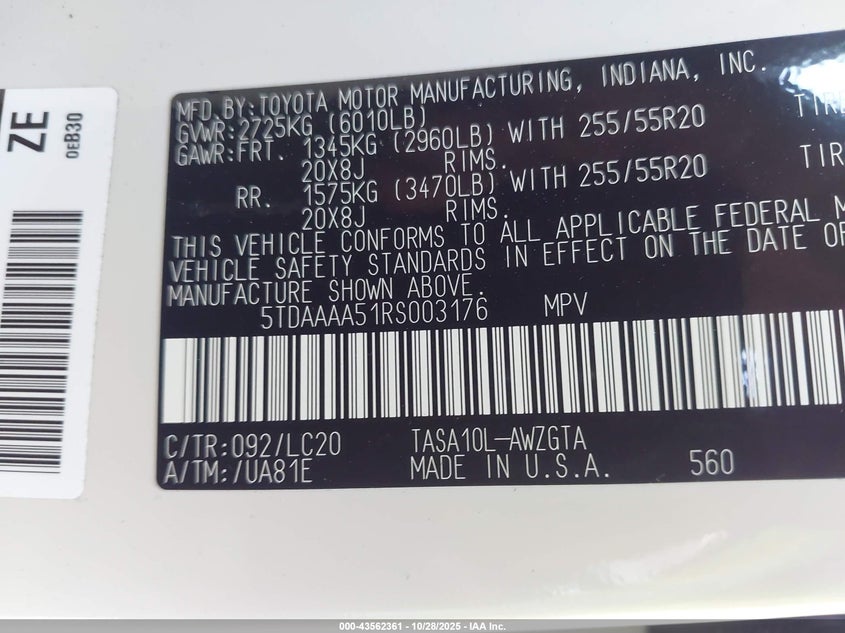 ZE
0EB30
MFD.BY:TOYOTA MOTOR MANUFACTURING, INDIANA, INC.
GVWR:2725KG (6010LB)
GAWR:FRT. 1345KG (2960LB) WITH 255/55R20 TIRE
20X8J RIMS.
RR. 1575KG (3470LB) WITH 255/55R20 TIR
20X8J RIMS.
THIS VEHICLE CONFORMS TO ALL APPLICABLE FEDERAL M
VEHICLE SAFETY STANDARDS IN EFFECT ON THE DATE OF
MANUFACTURE SHOWN ABOVE.
5TDAAAA51RS003176 MPV
C/TR:092/LC20 TASA10L-AWZGTA
A/TM:/UA81E MADE IN U.S.A. 560
000-43562361 - 10/28/2025 - IAA Inc.